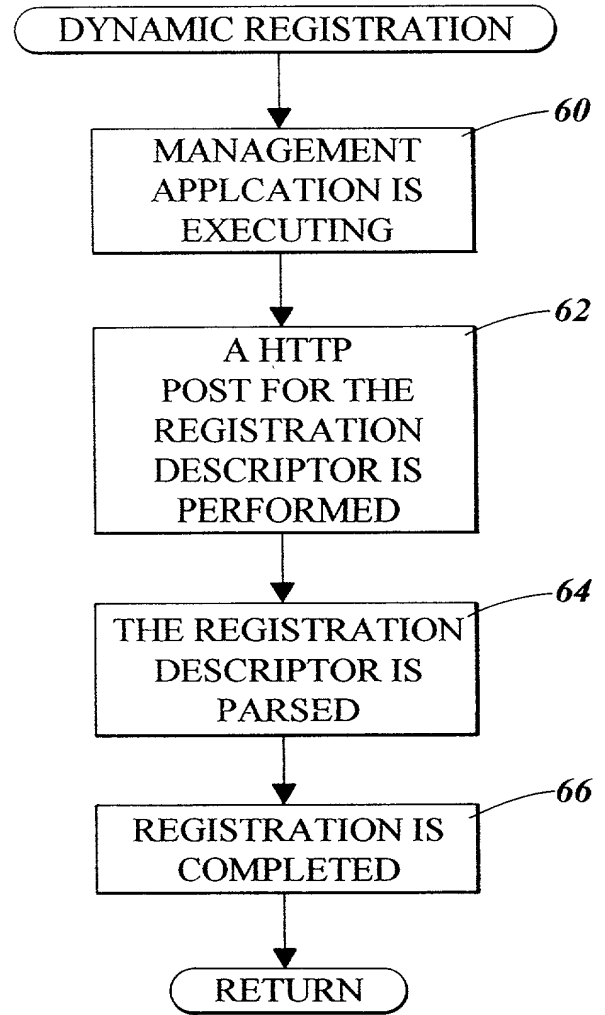 DYNAMIC REGISTRATION
60
MANAGEMENT
APPLCATION IS
EXECUTING
62
A HTTP
POST FOR THE
REGISTRATION
DESCRIPTOR IS
PERFORMED
64
THE REGISTRATION
DESCRIPTOR IS
PARSED
66
REGISTRATION IS
COMPLETED
RETURN